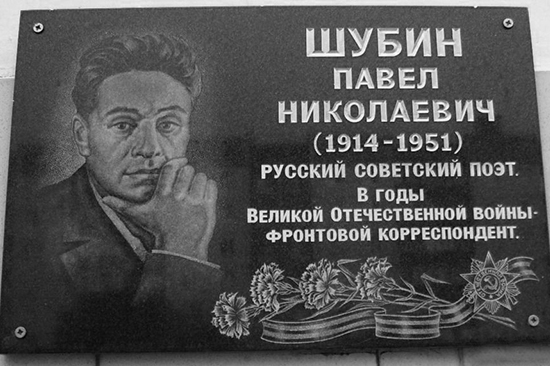 ШУБИН
ПАВЕЛ
НИКОЛАЕВИЧ
(1914-1951)
РУССКИЙ СОВЕТСКИЙ ПОЭТ.
В ГОДЫ
ВЕЛИКОЙ ОТЕЧЕСТВЕННОЙ ВОЙНЫ-
ФРОНТОВОЙ КОРРЕСПОНДЕНТ.